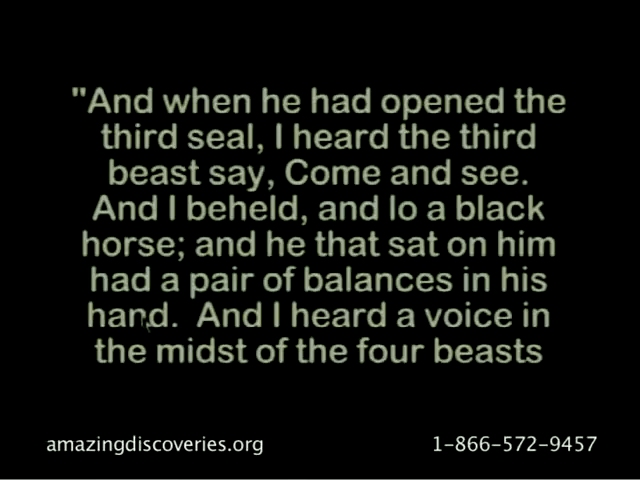 "And when he had opened the
third seal, I heard the third
beast say, Come and see.
And I beheld, and lo a black
horse; and he that sat on him
had a pair of balances in his
hand.  And I heard a voice in
the midst of the four beasts
amazingdiscoveries.org
1-866-572-9457